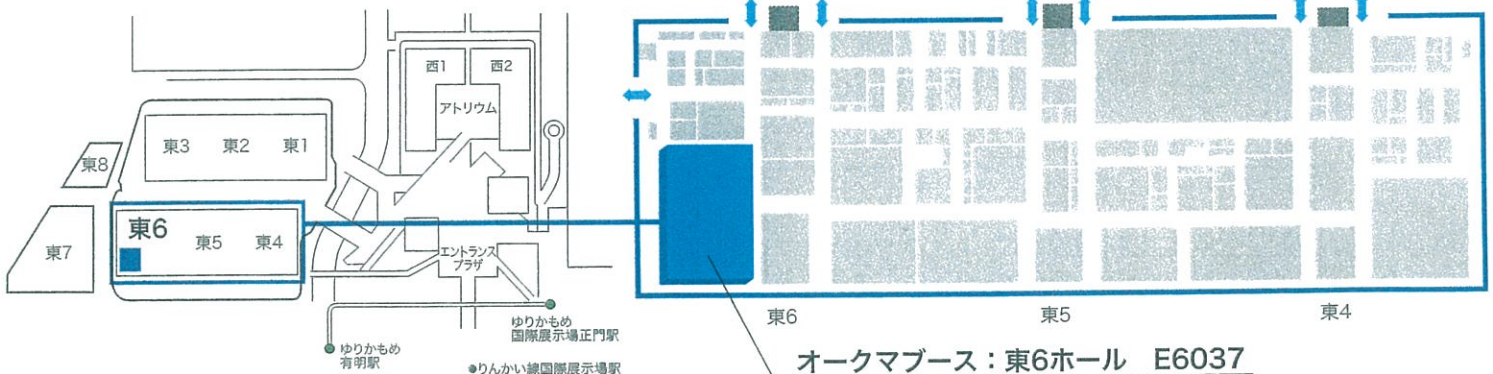 西1
西2
アトリウム
東3
東2
東1
東8
東6
東5
東4
東7
エントランス
プラザ
ゆりかもめ
国際展示場正門駅
ゆりかもめ
有明駅
●りんかい線国際展示場駅
東6
東5
東4
オークマブース：東6ホール　E6037